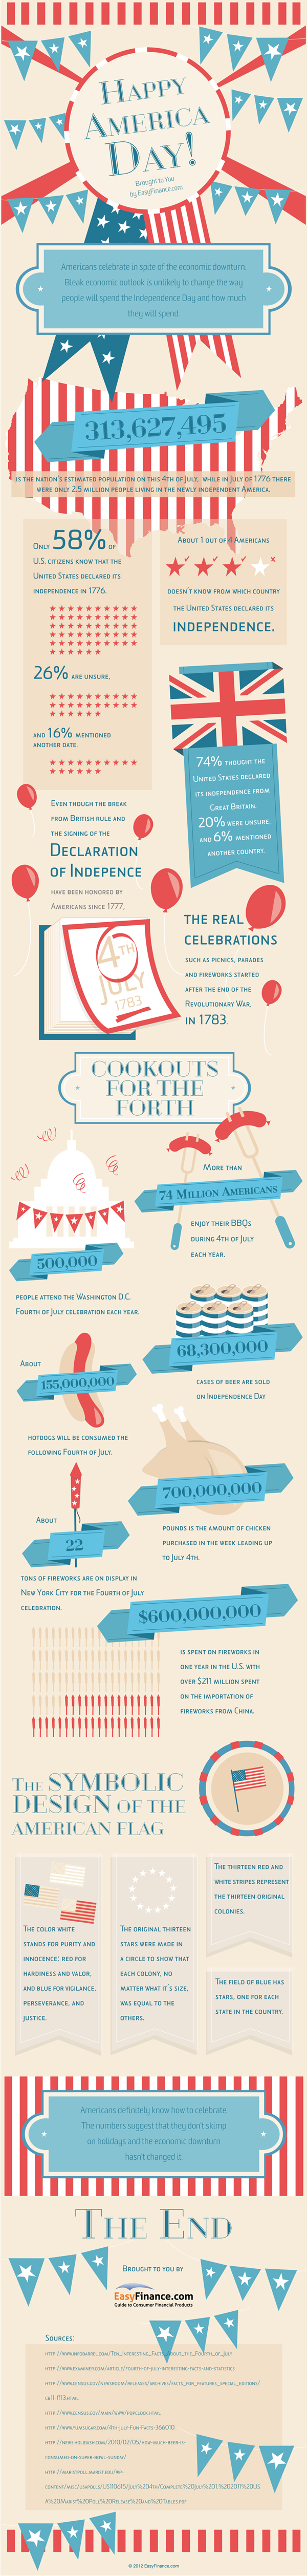 Happy
America
Day!
Brought to You
by EasyFinance.com
Americans celebrate in spite of the economic downturn.
Bleak economic outlook is unlikely to change the way
people will spend the Independence Day and how much
they will spend.
313,627,495
is the nation's estimated population on this 4th of July, while in July of 1776 there
were only 2.5 million people living in the newly independent America.
Only 58% of
U.S. citizens know that the
United States declared its
independence in 1776.
26% are unsure,
and 16% mentioned
another date.
About 1 out of 4 Americans
doesn't know from which country
the United States declared its
independence.
74% thought the
United States declared
its independence from
Great Britain.
20% were unsure,
and 6% mentioned
another country.
Even though the break
from British rule and
the signing of the
Declaration
of Indepence
have been honored by
Americans since 1777,
4th
July
1783
the real
celebrations
such as picnics, parades
and fireworks started
after the end of the
Revolutionary War,
in 1783.
Cookouts
for the
Forth
More than
74 Million Americans
enjoy their BBQs
during 4th of July
each year.
500,000
people attend the Washington D.C.
Fourth of July celebration each year.
68,300,000
cases of beer are sold
on Independence Day
About
155,000,000
hotdogs will be consumed the
following Fourth of July.
700,000,000
pounds is the amount of chicken
purchased in the week leading up
to July 4th.
About
22
tons of fireworks are on display in
New York City for the Fourth of July
celebration.
$600,000,000
is spent on fireworks in
one year in the U.S. with
over $211 million spent
on the importation of
fireworks from China.
The Symbolic
Design of the
American Flag
The color white
stands for purity and
innocence; red for
hardiness and valor,
and blue for vigilance,
perseverance, and
justice.
The original thirteen
stars were made in
a circle to show that
each colony, no
matter what it's size,
was equal to the
others.
The thirteen red and
white stripes represent
the thirteen original
colonies.
The field of blue has
stars, one for each
state in the country.
Americans definitely know how to celebrate.
The numbers suggest that they don't skimp
on holidays and the economic downturn
hasn't changed it.
The End
Brought to you by
EasyFinance.com
Guide to Consumer Financial Products
Sources:
http://www.infobarrel.com/Ten_Interesting_Facts_About_the_Fourth_of_July
http://www.examiner.com/article/fourth-of-july-interesting-facts-and-statistics
http://www.census.gov/newsroom/releases/archives/facts_for_features_special_editions/
cb11-ff13.html
http://www.census.gov/main/www/popclock.html
http://www.yumsugar.com/4th-July-Fun-Facts-366010
http://news.holidash.com/2010/02/05/how-much-beer-is-
consumed-on-super-bowl-sunday/
http://maristpoll.marist.edu/wp-
content/misc/usapolls/US110615/July%204th/Complete%20July%201,%202011%20US
A%20Marist%20Poll%20Release%20and%20Tables.pdf
© 2012 EasyFinance.com